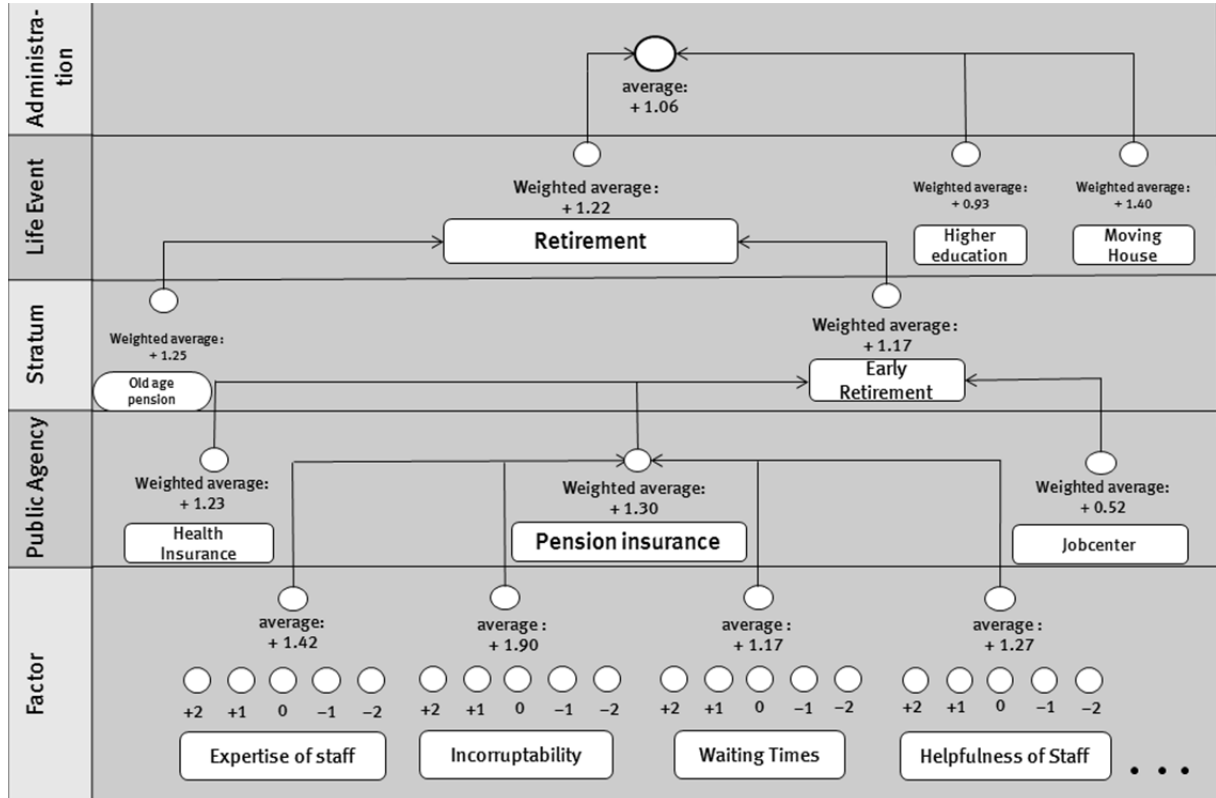 Administra-
tion
average:
+ 1.06
Life Event
Weighted average:
+ 1.22
Retirement
Weighted average:
+ 0.93
Higher
education
Weighted average:
+ 1.40
Moving
House
Stratum
Weighted average:
+ 1.25
Old age
pension
Weighted average:
+ 1.17
Early
Retirement
Public Agency
Weighted average:
+ 1.23
Health
Insurance
Weighted average:
+ 1.30
Pension insurance
Weighted average:
+ 0.52
Jobcenter
Factor
average:
+ 1.42
+2 +1 0 −1 −2
Expertise of staff
average :
+ 1.90
+2 +1 0 −1 −2
Incorruptability
average :
+ 1.17
+2 +1 0 −1 −2
Waiting Times
average :
+ 1.27
+2 +1 0 −1 −2
Helpfulness of Staff
. . .